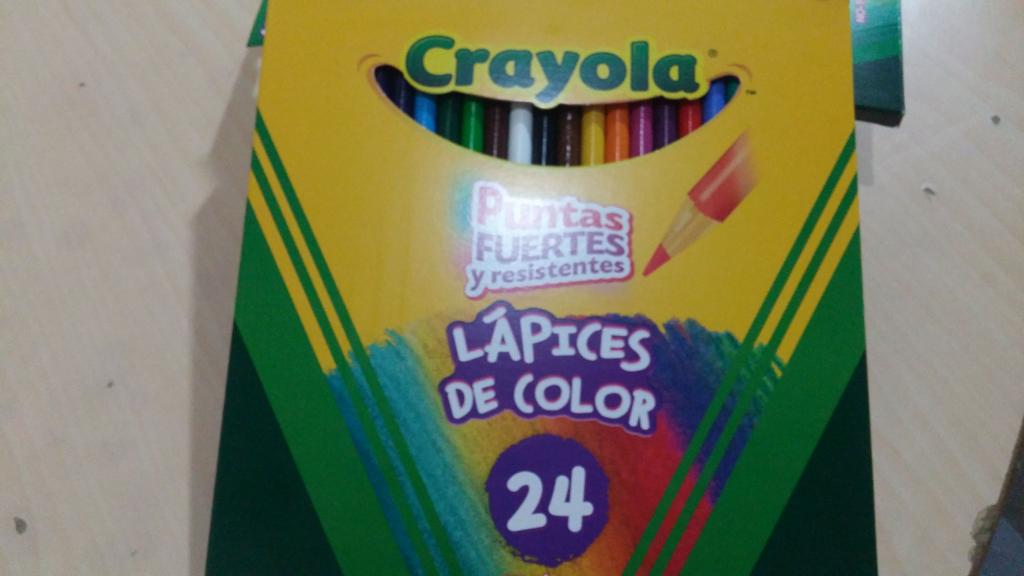 Crayola
Puntas
FUERTES
y resistentes
LÁPICES
DE COLOR
24